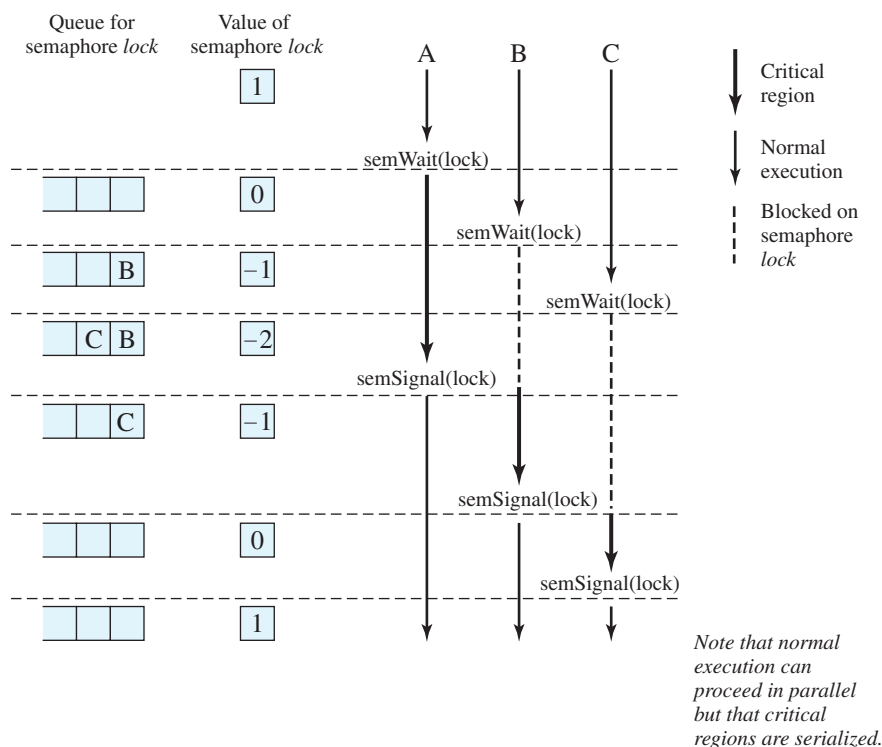 Queue for
semaphore lock
Value of
semaphore lock
A
B
C
1
Critical
region
Normal
execution
Blocked on
semaphore
lock
semWait(lock)
0
semWait(lock)
B
–1
semWait(lock)
C B
–2
semSignal(lock)
C
–1
semSignal(lock)
0
semSignal(lock)
1
Note that normal
execution can
proceed in parallel
but that critical
regions are serialized.